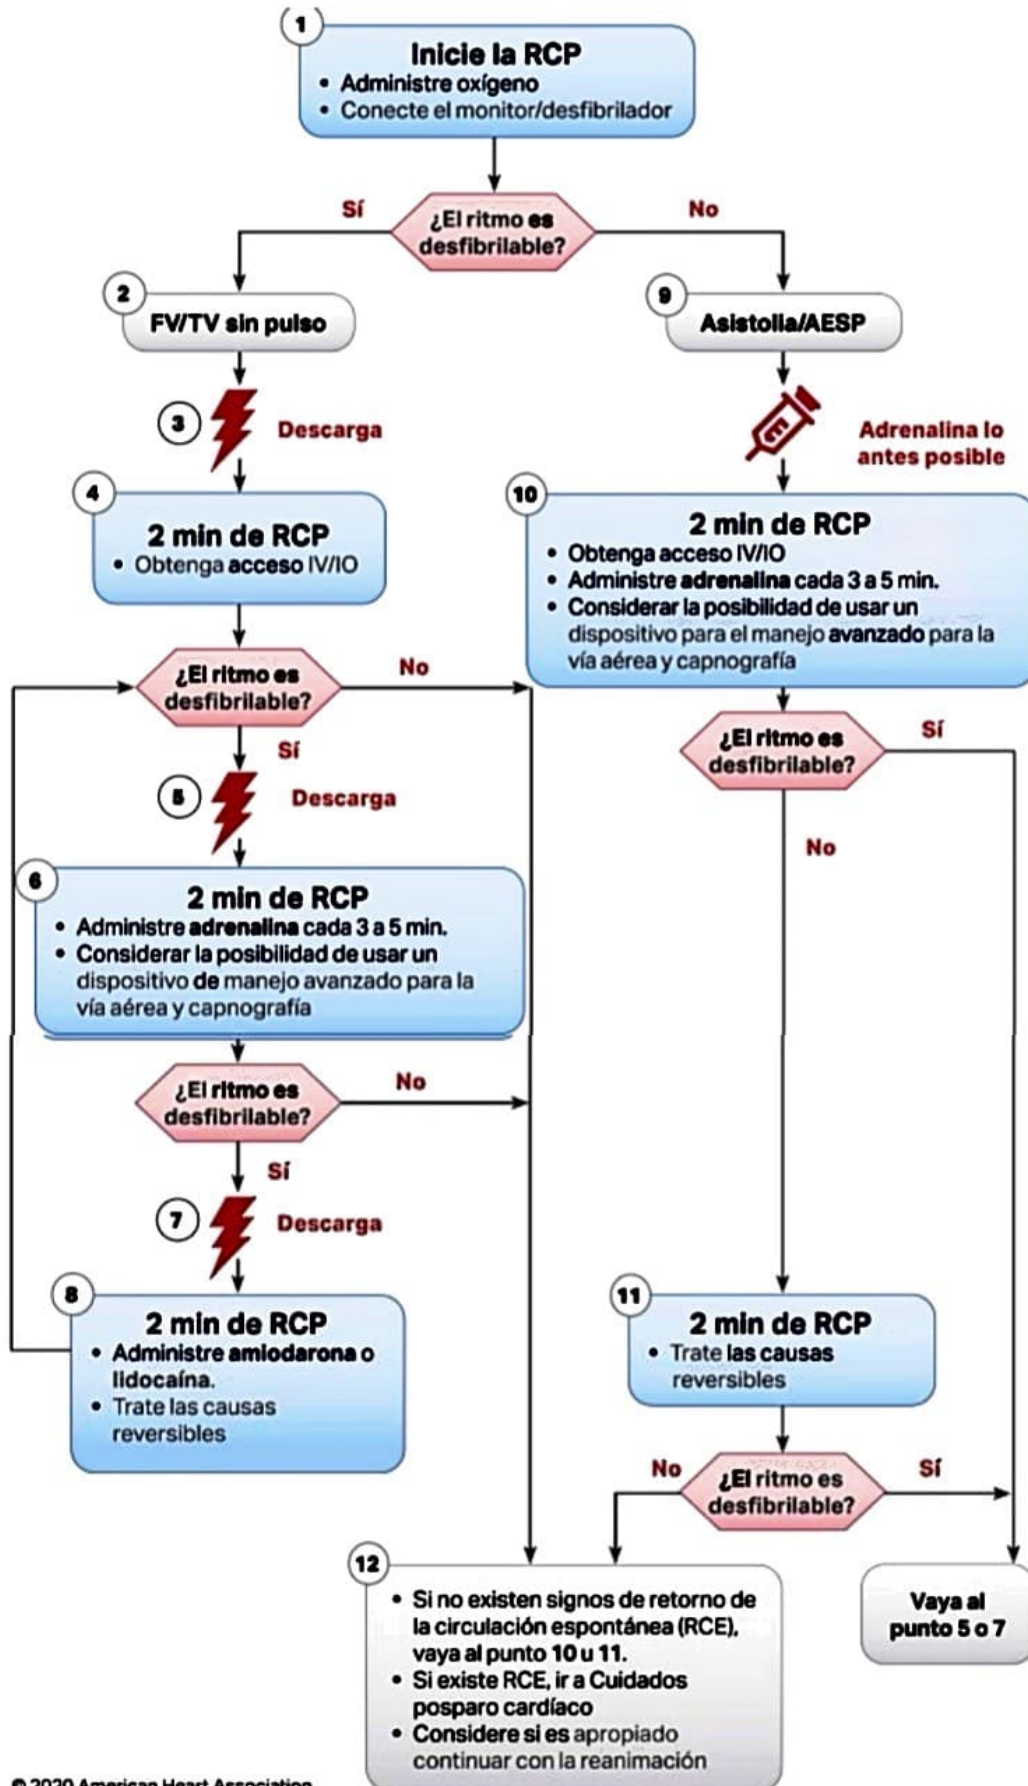 1
Inicie la RCP
• Administre oxígeno
• Conecte el monitor/desfibrilador
Sí
¿El ritmo es
desfibrilable?
No
2
FV/TV sin pulso
9
Asistolia/AESP
3
Descarga
E
Adrenalina lo
antes posible
4
2 min de RCP
• Obtenga acceso IV/IO
10
2 min de RCP
• Obtenga acceso IV/IO
• Administre adrenalina cada 3 a 5 min.
• Considerar la posibilidad de usar un
dispositivo para el manejo avanzado para la
vía aérea y capnografía
¿El ritmo es
desfibrilable?
No
Sí
¿El ritmo es
desfibrilable?
Sí
No
5
Descarga
6
2 min de RCP
• Administre adrenalina cada 3 a 5 min.
• Considerar la posibilidad de usar un
dispositivo de manejo avanzado para la
vía aérea y capnografía
¿El ritmo es
desfibrilable?
No
Sí
7
Descarga
8
2 min de RCP
• Administre amiodarona o
lidocaína.
• Trate las causas
reversibles
11
2 min de RCP
• Trate las causas
reversibles
No
¿El ritmo es
desfibrilable?
Sí
12
• Si no existen signos de retorno de
la circulación espontánea (RCE),
vaya al punto 10 u 11.
• Si existe RCE, ir a Cuidados
posparo cardíaco
• Considere si es apropiado
continuar con la reanimación
Vaya al
punto 5 o 7
© 2020 American Heart Association